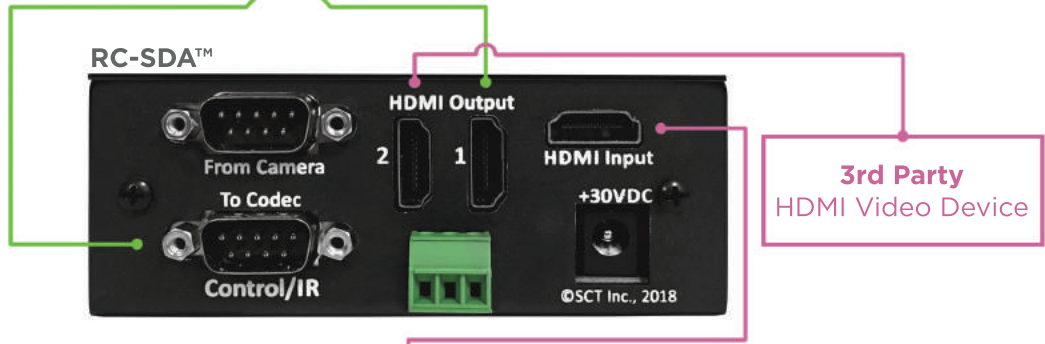 RC-SDA™
HDMI Output
2
1
From Camera
HDMI Input
To Codec
+30VDC
Control/IR
©SCT Inc., 2018
3rd Party
HDMI Video Device